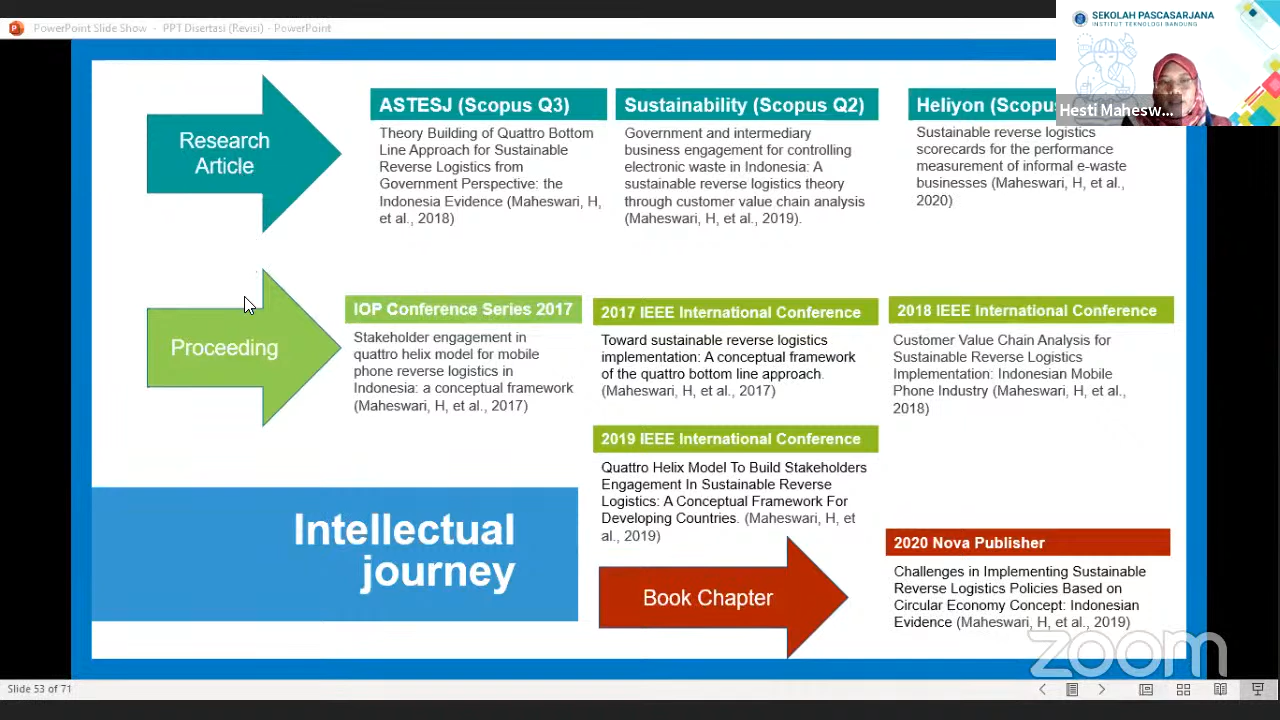 PowerPoint Slide Show - PPT Disertasi (Revisi) - PowerPoint
SEKOLAH PASCASARJANA
INSTITUT TEKNOLOGI BANDUNG
Hesti Mahesw...
Research
Article
ASTESJ (Scopus Q3)
Theory Building of Quattro Bottom
Line Approach for Sustainable
Reverse Logistics from
Government Perspective: the
Indonesia Evidence (Maheswari, H,
et al., 2018)
Sustainability (Scopus Q2)
Government and intermediary
business engagement for controlling
electronic waste in Indonesia: A
sustainable reverse logistics theory
through customer value chain analysis
(Maheswari, H, et al., 2019).
Heliyon (Scopus
Sustainable reverse logistics
scorecards for the performance
measurement of informal e-waste
businesses (Maheswari, H, et al.,
2020)
Proceeding
IOP Conference Series 2017
Stakeholder engagement in
quattro helix model for mobile
phone reverse logistics in
Indonesia: a conceptual framework
(Maheswari, H, et al., 2017)
2017 IEEE International Conference
Toward sustainable reverse logistics
implementation: A conceptual framework
of the quattro bottom line approach.
(Maheswari, H, et al., 2017)
2018 IEEE International Conference
Customer Value Chain Analysis for
Sustainable Reverse Logistics
Implementation: Indonesian Mobile
Phone Industry (Maheswari, H, et al.,
2018)
2019 IEEE International Conference
Quattro Helix Model To Build Stakeholders
Engagement In Sustainable Reverse
Logistics: A Conceptual Framework For
Developing Countries. (Maheswari, H, et
al., 2019)
Intellectual
journey
Book Chapter
2020 Nova Publisher
Challenges in Implementing Sustainable
Reverse Logistics Policies Based on
Circular Economy Concept: Indonesian
Evidence (Maheswari, H, et al., 2019)
zoom
Slide 53 of 71